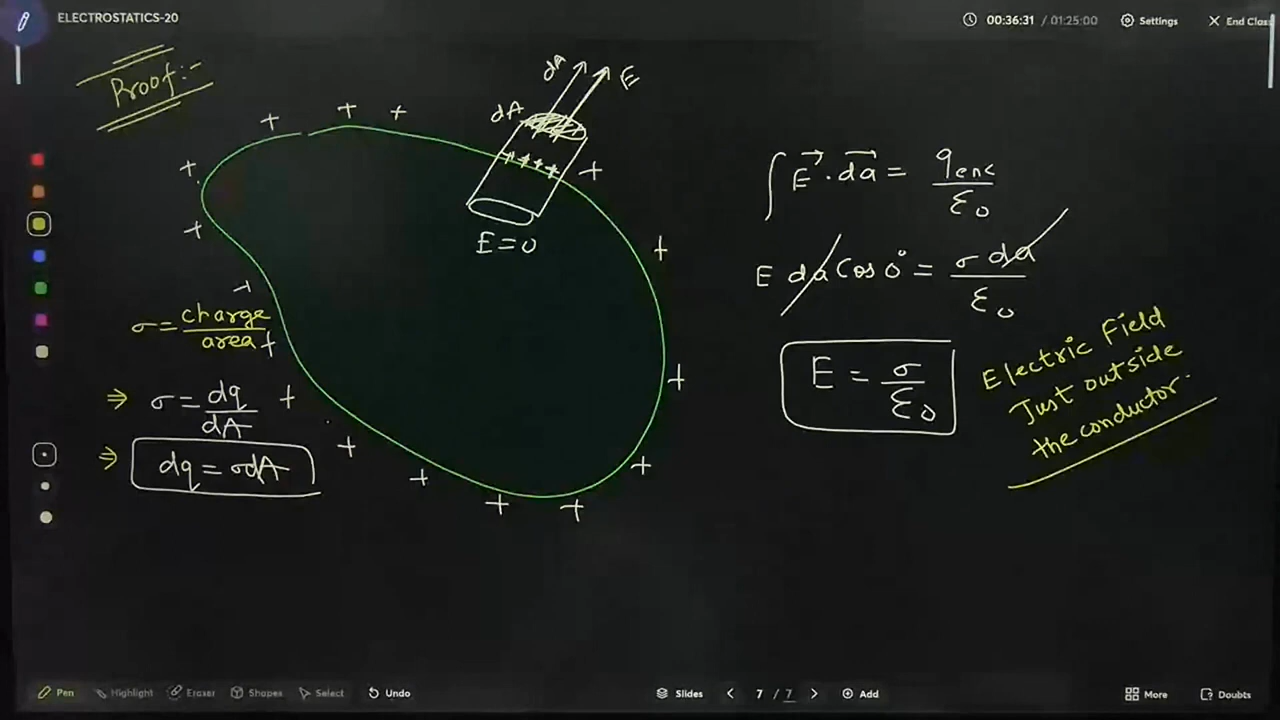 ELECTROSTATICS-20
00:36:31 / 01:25:00
Settings
End Class
Proof:-
dA
dA E
E=0
∫ E⃗ · da⃗ = qenc / ε0
E da Cos 0° = σ da / ε0
E = σ / ε0
Electric Field
Just outside
the conductor.
σ = charge / area
⇒ σ = dq / dA
⇒ dq = σdA
Pen
Highlight
Eraser
Shapes
Select
Undo
Slides
7 / 7
Add
More
Doubts